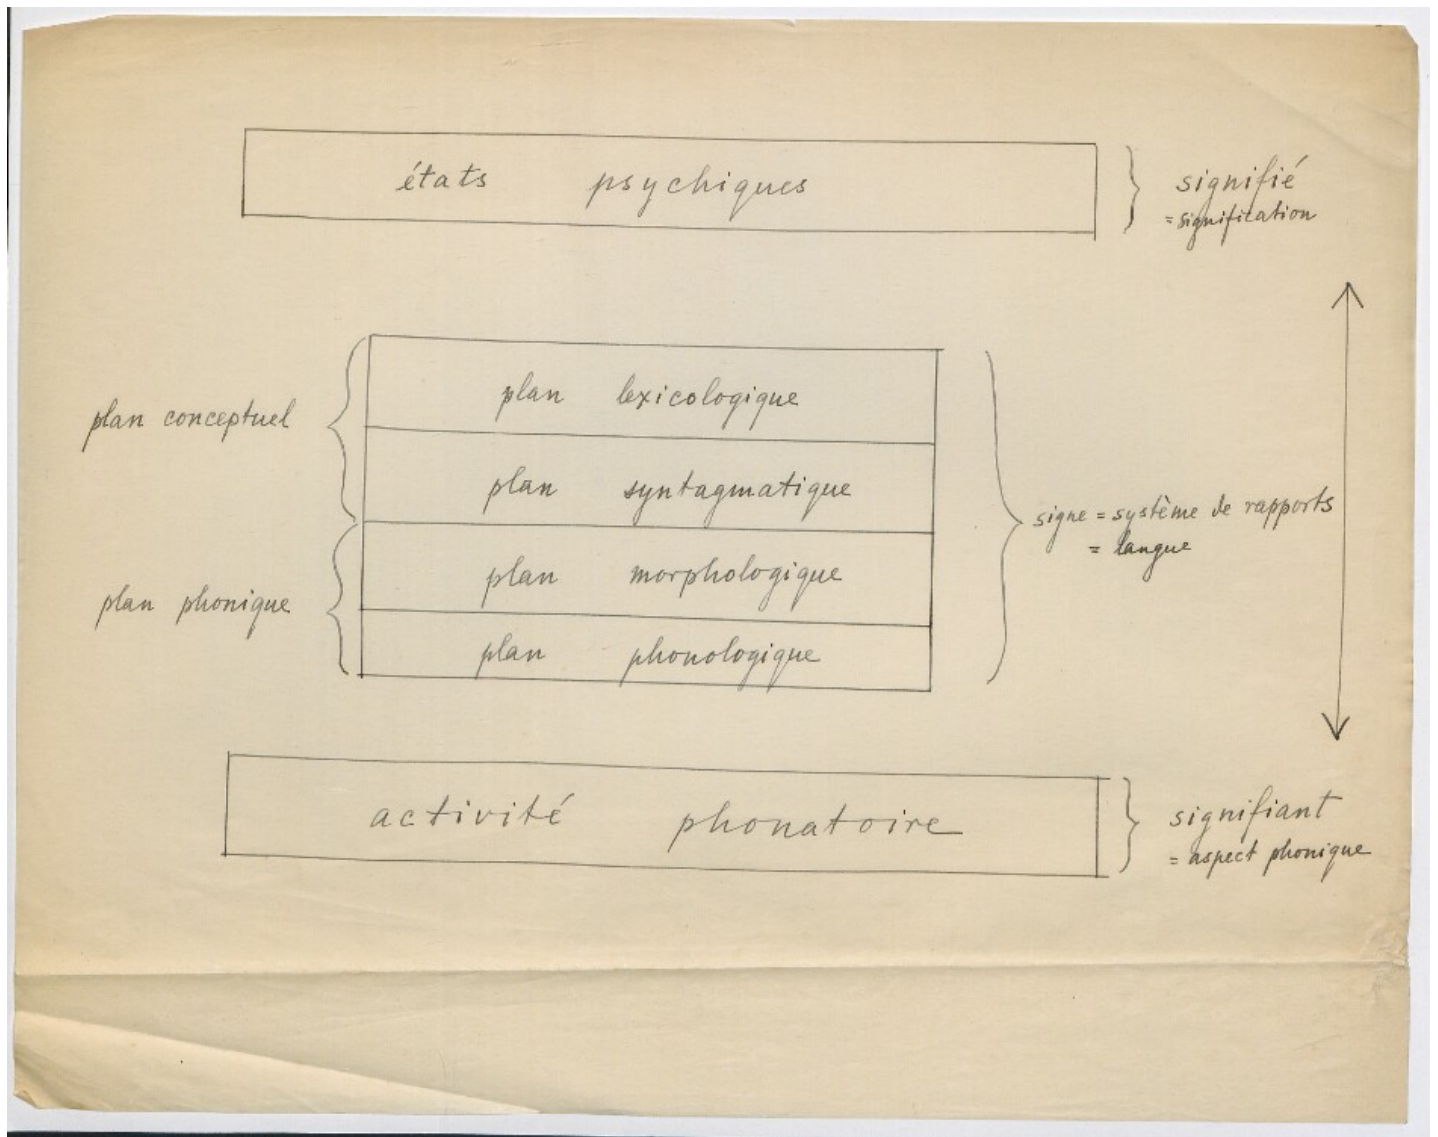 états psychiques
signifié
= signification
plan conceptuel
plan lexicologique
plan syntagmatique
signe = système de rapports
= langue
plan phonique
plan morphologique
plan phonologique
activité phonatoire
signifiant
= aspect phonique